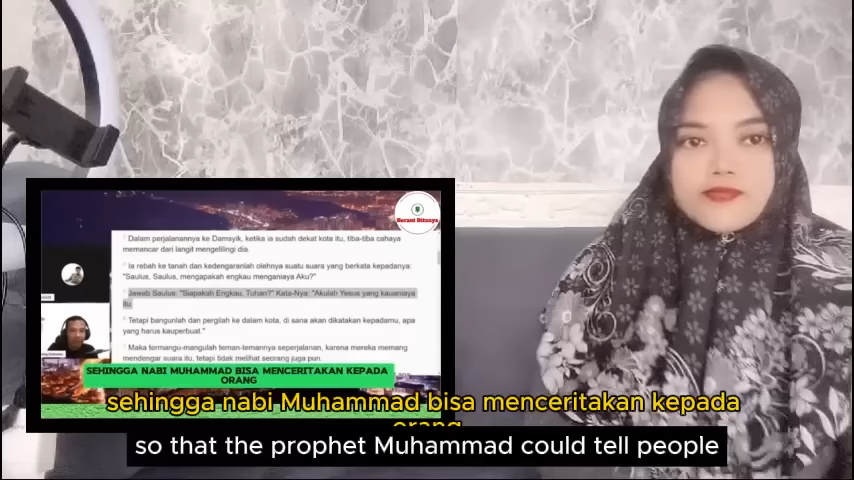 Berani Ditanya
Dalam perjalanannya ke Damsyik, ketika ia sudah dekat kota itu, tiba-tiba cahaya
memancar dari langit mengelilingi dia.
Ia rebah ke tanah dan kedengaranlah olehnya suatu suara yang berkata kepadanya:
"Saulus, Saulus, mengapakah engkau menganiaya Aku?"
Jawab Saulus: "Siapakah Engkau, Tuhan?" Kata-Nya: "Akulah Yesus yang kauaniaya
itu.
Tetapi bangunlah dan pergilah ke dalam kota, di sana akan dikatakan kepadamu, apa
yang harus kauperbuat."
Maka termangu-mangulah teman-temannya seperjalanan, karena mereka memang
mendengar suara itu, tetapi tidak melihat seorang juga pun.
SEHINGGA NABI MUHAMMAD BISA MENCERITAKAN KEPADA
ORANG
sehingga nabi Muhammad bisa menceritakan kepada
orang
so that the prophet Muhammad could tell people